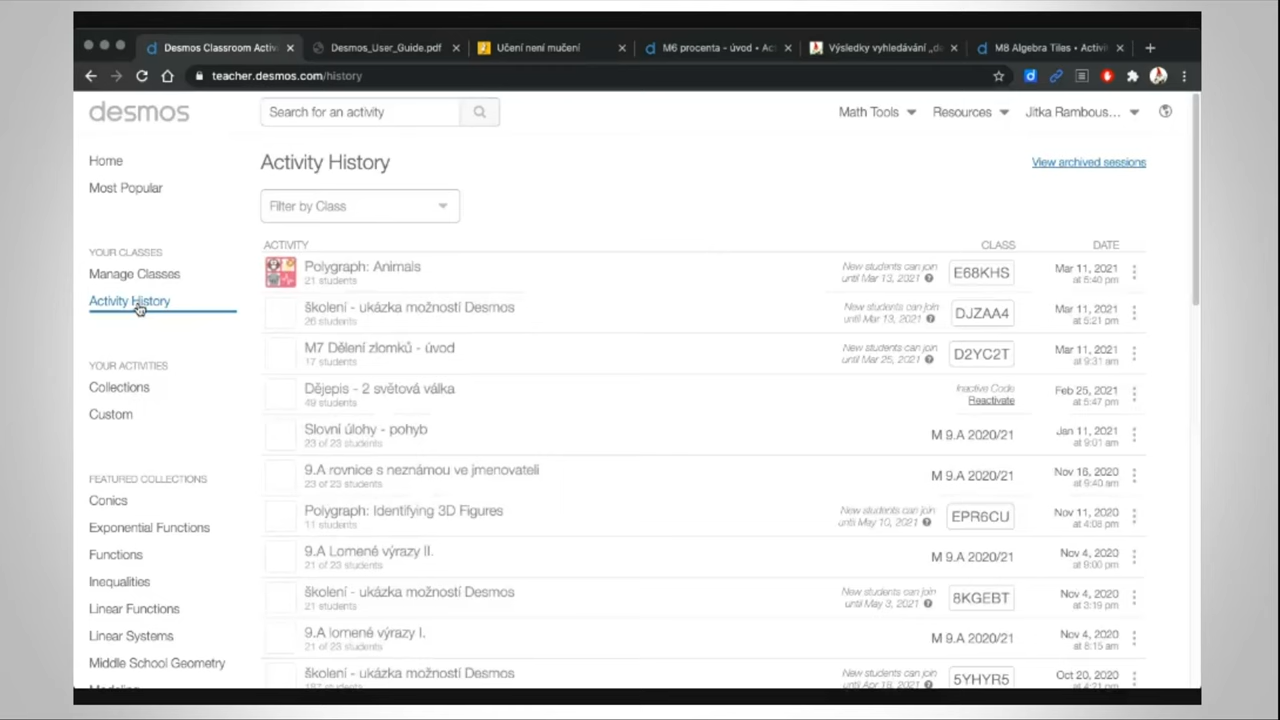 Desmos Classroom Activ
Desmos_User_Guide.pdf
Učení není mučení
M6 procenta - úvod • Ac
Výsledky vyhledávání „de
M8 Algebra Tiles • Activi
teacher.desmos.com/history
desmos
Search for an activity
Math Tools
Resources
Jitka Rambous...
Home
Most Popular
YOUR CLASSES
Manage Classes
Activity History
YOUR ACTIVITIES
Collections
Custom
FEATURED COLLECTIONS
Conics
Exponential Functions
Functions
Inequalities
Linear Functions
Linear Systems
Middle School Geometry
Activity History
View archived sessions
Filter by Class
ACTIVITY CLASS DATE
Polygraph: Animals
21 students
New students can join
until Mar 13, 2021
E68KHS
Mar 11, 2021
at 5:40 pm
školení - ukázka možností Desmos
26 students
New students can join
until Mar 13, 2021
DJZAA4
Mar 11, 2021
at 5:21 pm
M7 Dělení zlomků - úvod
17 students
New students can join
until Mar 25, 2021
D2YC2T
Mar 11, 2021
at 9:31 am
Dějepis - 2 světová válka
49 students
Inactive Code
Reactivate
Feb 25, 2021
at 5:47 pm
Slovní úlohy - pohyb
23 of 23 students
M 9.A 2020/21
Jan 11, 2021
at 9:01 am
9.A rovnice s neznámou ve jmenovateli
23 of 23 students
M 9.A 2020/21
Nov 16, 2020
at 9:40 am
Polygraph: Identifying 3D Figures
11 students
New students can join
until May 10, 2021
EPR6CU
Nov 11, 2020
at 4:08 pm
9.A Lomené výrazy II.
21 of 23 students
M 9.A 2020/21
Nov 4, 2020
at 9:00 pm
školení - ukázka možností Desmos
21 students
New students can join
until May 3, 2021
8KGEBT
Nov 4, 2020
at 3:19 pm
9.A lomené výrazy I.
21 of 23 students
M 9.A 2020/21
Nov 4, 2020
at 8:15 am
školení - ukázka možností Desmos
students
New students can join
until Apr 18, 2021
5YHYR5
Oct 20, 2020
at 4:21 pm